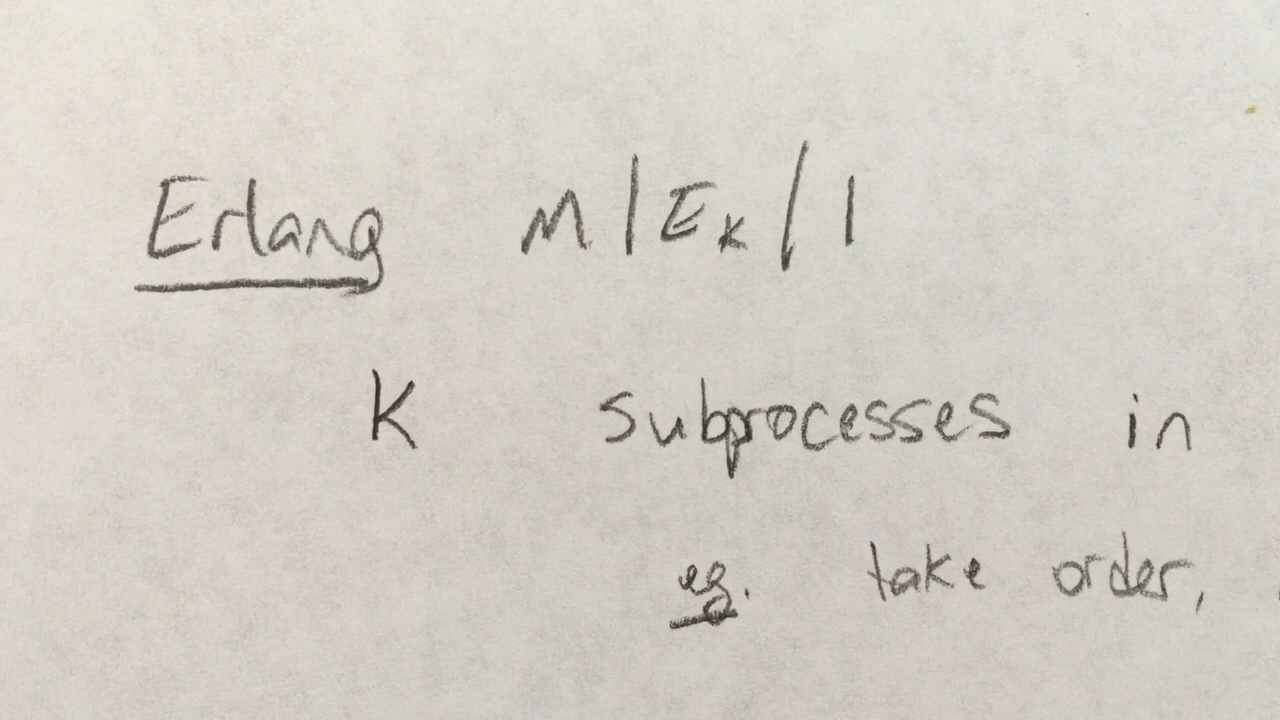 Erlang M/Ek/1
K subprocesses in
eg. take order,